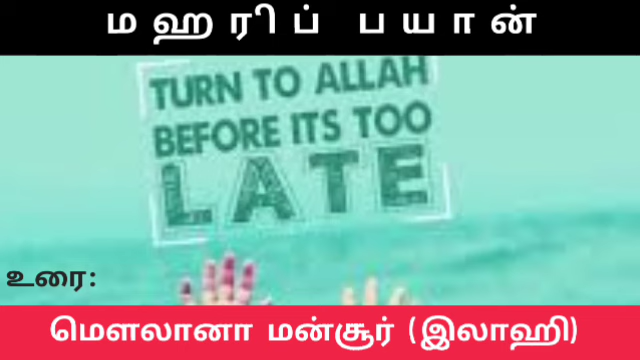 மஹரிப் பயான்
TURN TO ALLAH
BEFORE ITS TOO
LATE
உரை:
மௌலானா மன்சூர் (இலாஹி)